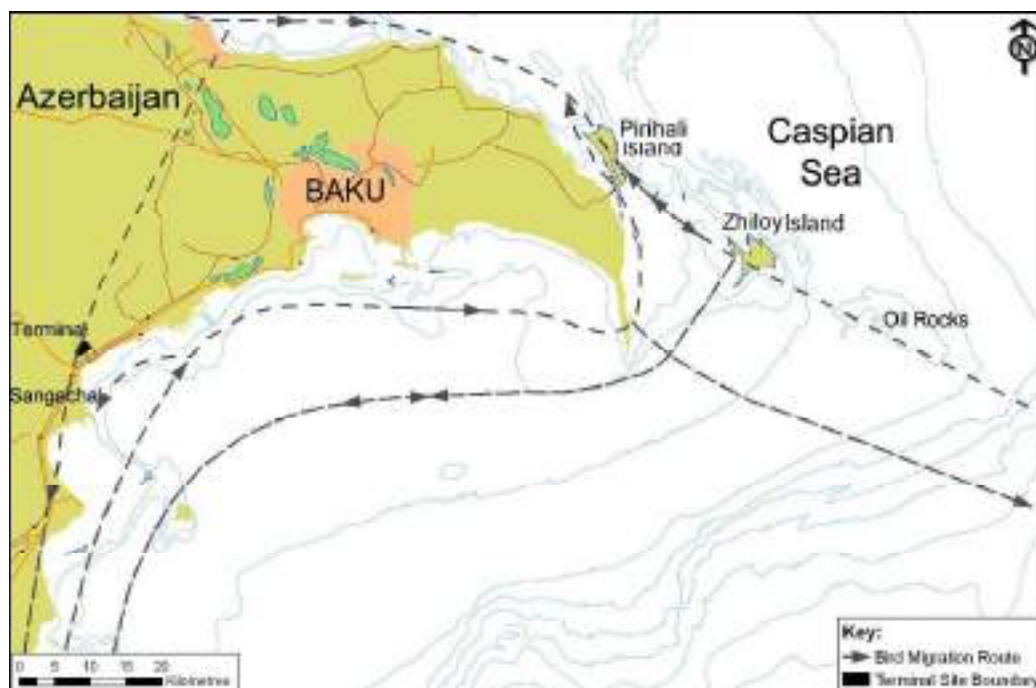 N
Azerbaijan
Caspian
Sea
Pirihali
Island
BAKU
Zhiloy Island
Oil Rocks
Terminal
Sangachal
Key:
Bird Migration Route
Terminal Site Boundary
0 5 10 15 20
Kilometres